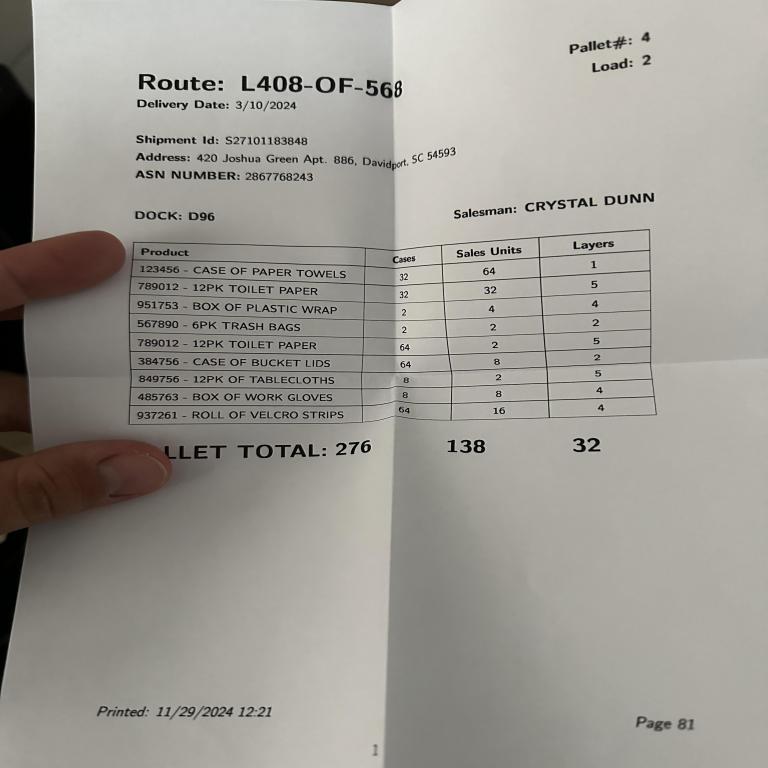 Pallet#: 4
Load: 2
Route: L408-OF-568
Delivery Date: 3/10/2024
Shipment Id: S27101183848
Address: 420 Joshua Green Apt. 886, Davidport, SC 54593
ASN NUMBER: 2867768243
DOCK: D96
Salesman: CRYSTAL DUNN
Product Cases Sales Units Layers
123456 - CASE OF PAPER TOWELS 32 64 1
789012 - 12PK TOILET PAPER 32 32 5
951753 - BOX OF PLASTIC WRAP 2 4 4
567890 - 6PK TRASH BAGS 2 2 2
789012 - 12PK TOILET PAPER 64 2 5
384756 - CASE OF BUCKET LIDS 64 8 2
849756 - 12PK OF TABLECLOTHS 8 2 5
485763 - BOX OF WORK GLOVES 8 8 4
937261 - ROLL OF VELCRO STRIPS 64 16 4
LLET TOTAL: 276 138 32
Printed: 11/29/2024 12:21
Page 81
1